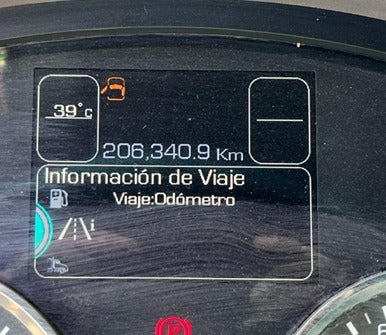 39°C
206,340.9 Km
Información de Viaje
Viaje:Odómetro